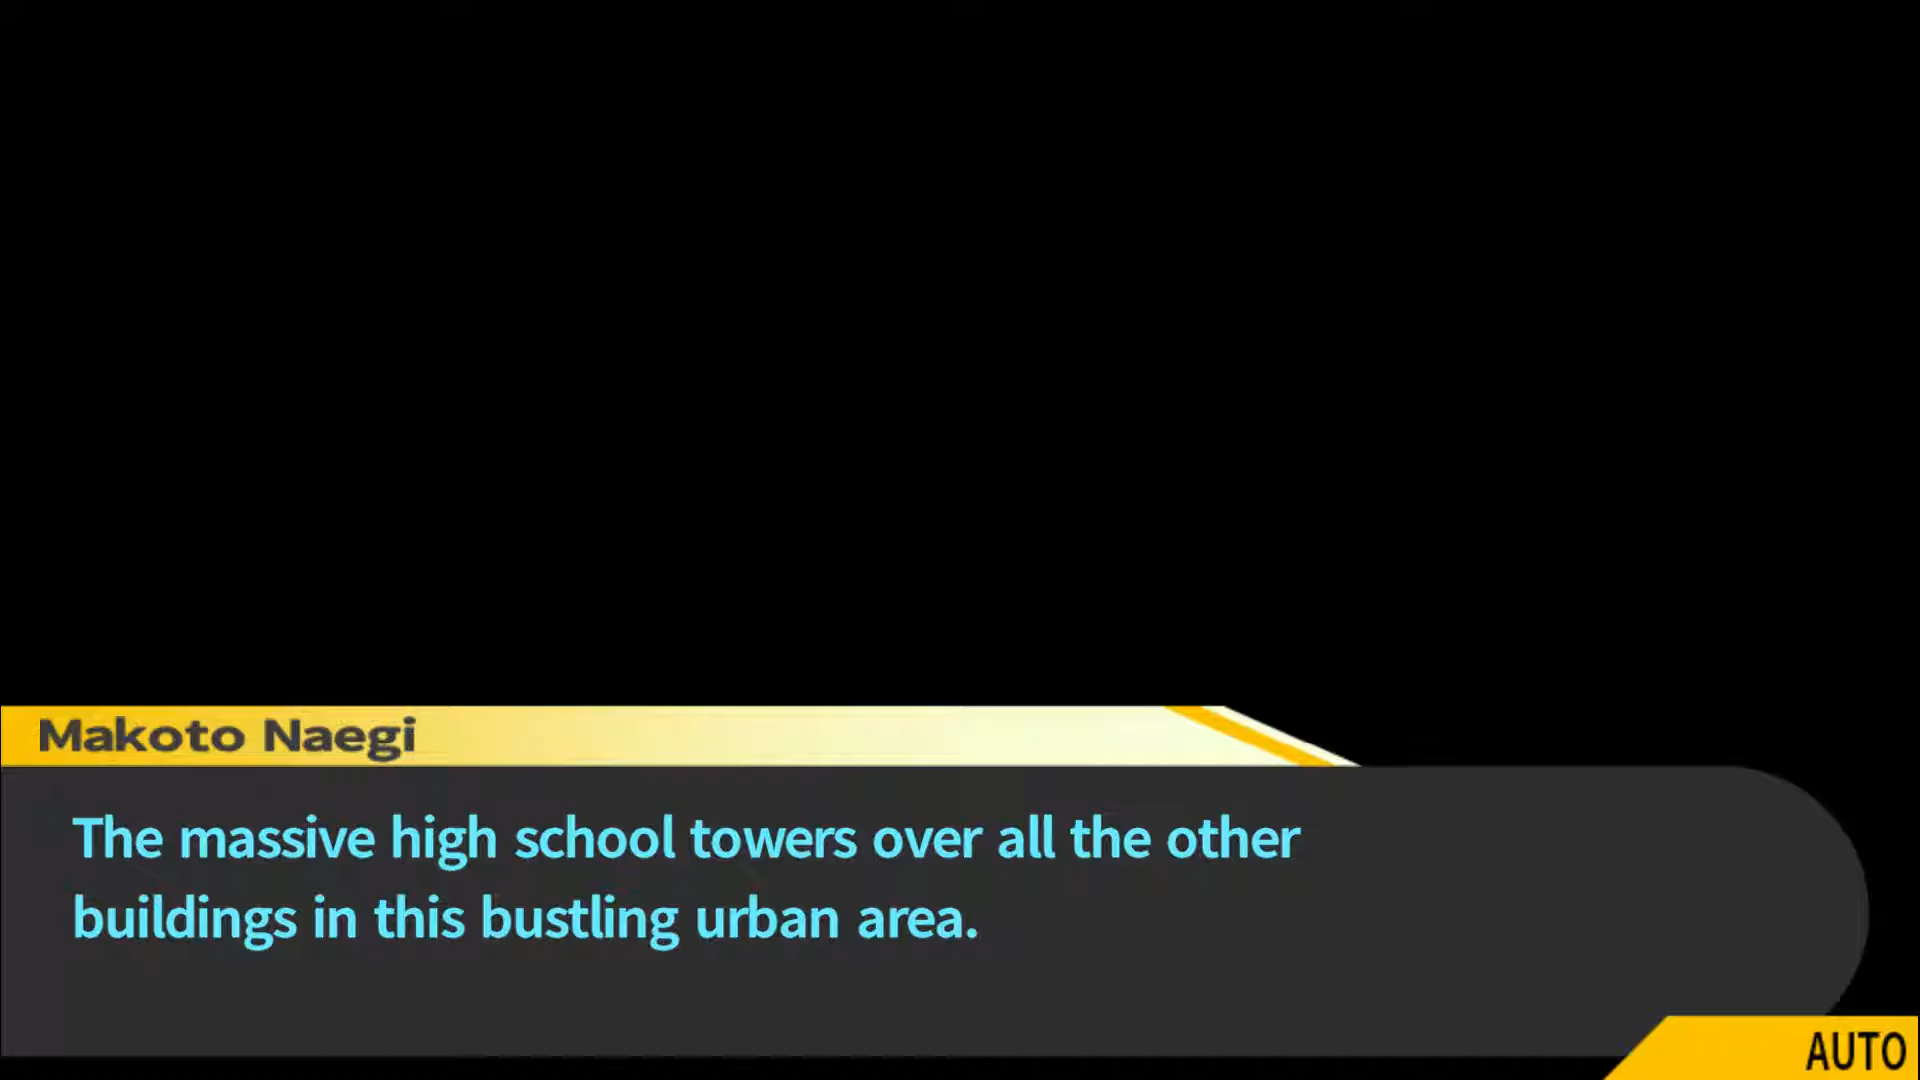 Makoto Naegi
The massive high school towers over all the other
buildings in this bustling urban area.
AUTO